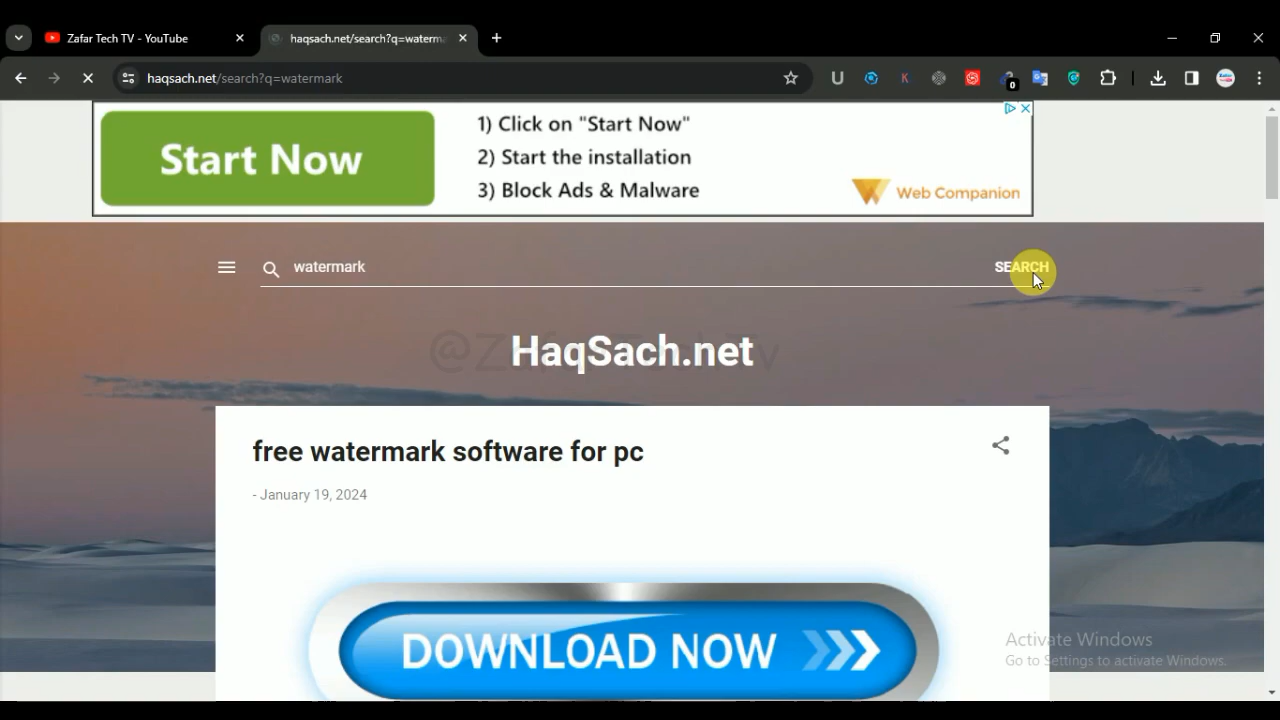 Zafar Tech TV - YouTube
haqsach.net/search?q=waterma
haqsach.net/search?q=watermark
U
K
0
Start Now
1) Click on "Start Now"
2) Start the installation
3) Block Ads & Malware
Web Companion
watermark
SEARCH
HaqSach.net
free watermark software for pc
- January 19, 2024
DOWNLOAD NOW
Activate Windows
Go to Settings to activate Windows.